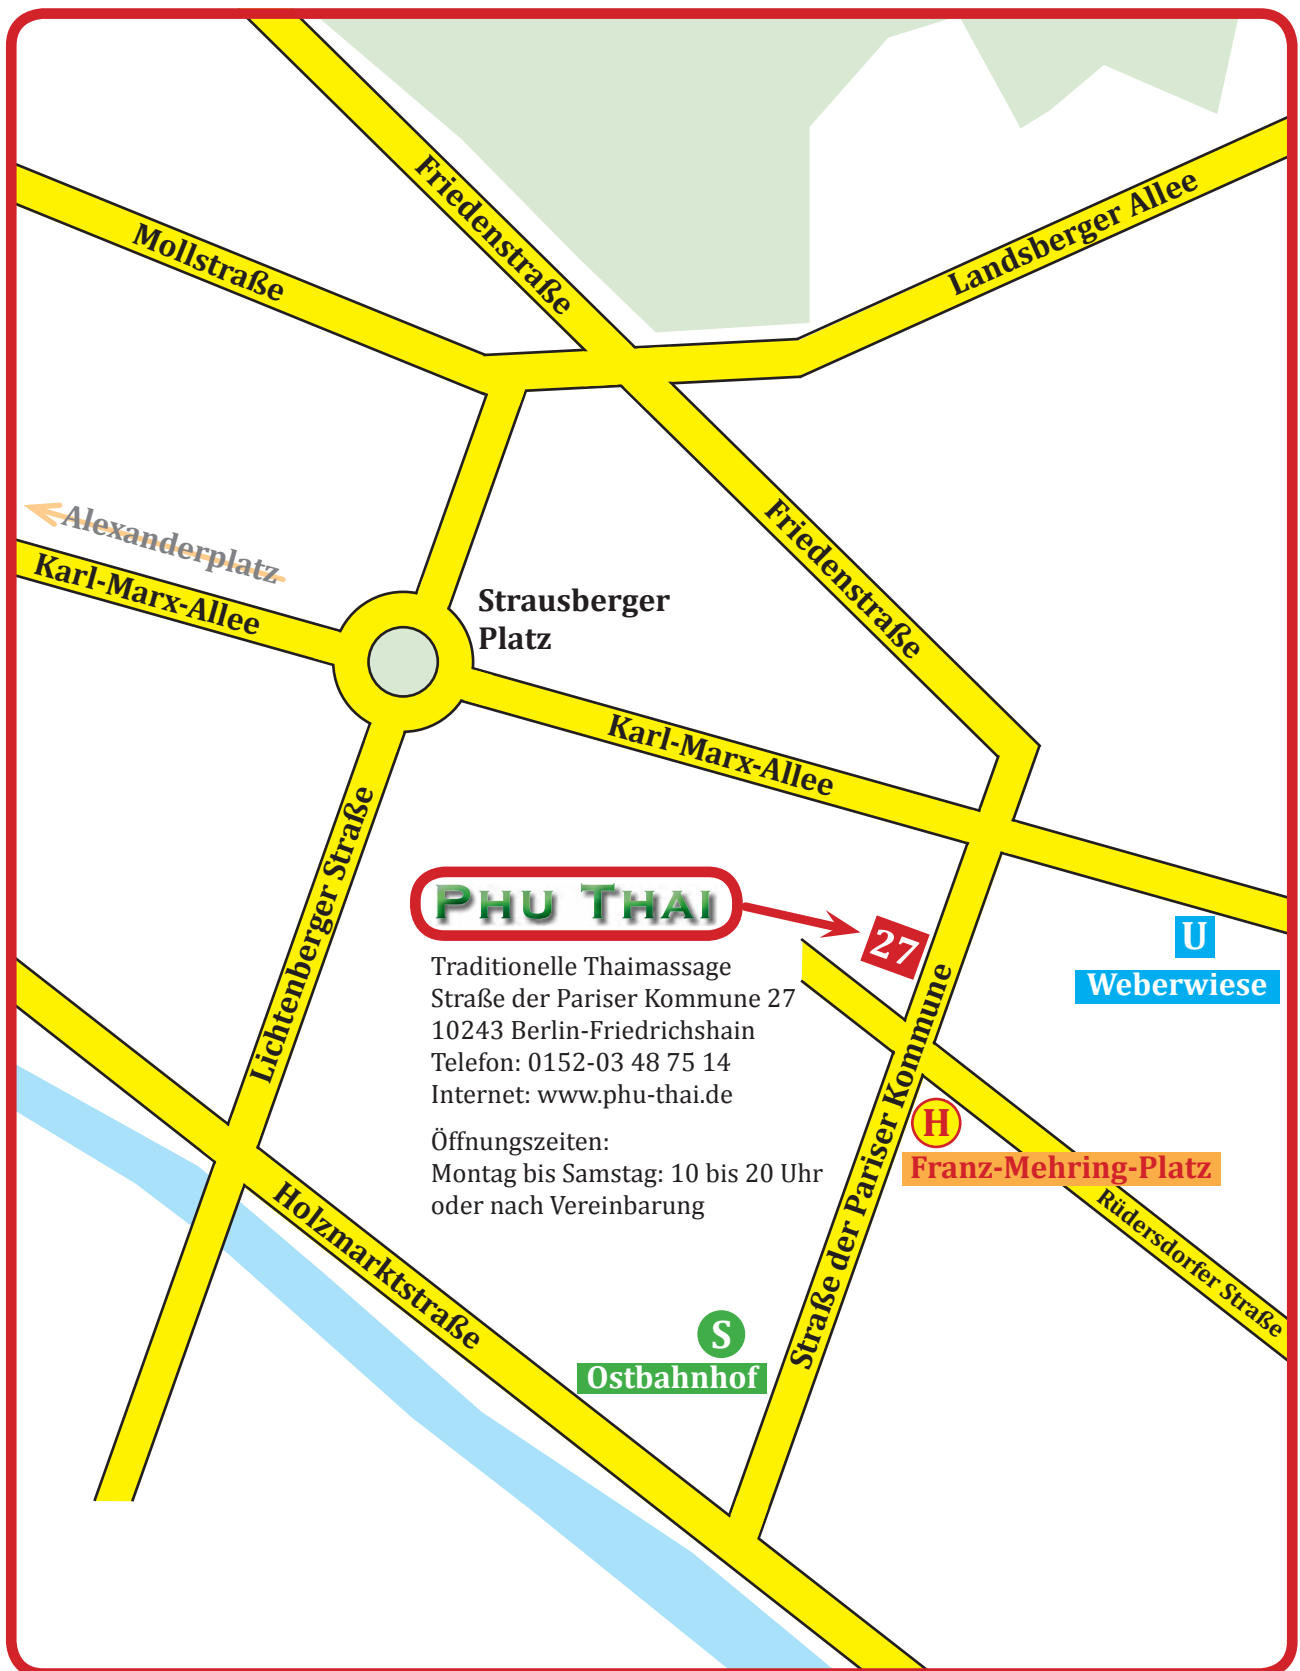 Friedenstraße
Landsberger Allee
Mollstraße
Alexanderplatz
Karl-Marx-Allee
Strausberger
Platz
Friedenstraße
Karl-Marx-Allee
Lichtenberger Straße
PHU THAI
27
Traditionelle Thaimassage
Straße der Pariser Kommune 27
10243 Berlin-Friedrichshain
Telefon: 0152-03 48 75 14
Internet: www.phu-thai.de
Öffnungszeiten:
Montag bis Samstag: 10 bis 20 Uhr
oder nach Vereinbarung
U
Weberwiese
Straße der Pariser Kommune
H
Franz-Mehring-Platz
Rüdersdorfer Straße
Holzmarktstraße
S
Ostbahnhof